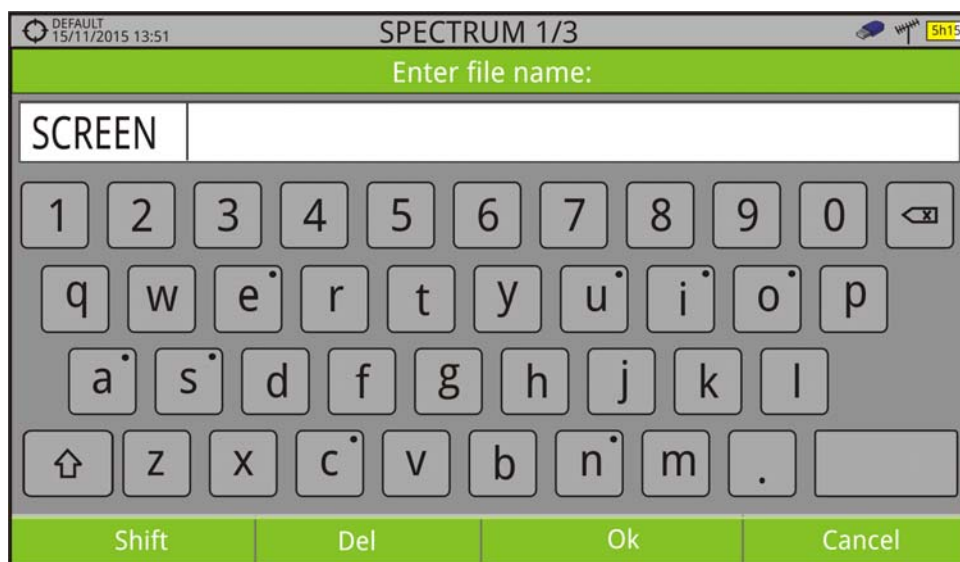 DEFAULT
15/11/2015 13:51
SPECTRUM 1/3
5h15
Enter file name:
SCREEN
1 2 3 4 5 6 7 8 9 0
q w e r t y u i o p
a s d f g h j k l
z x c v b n m .
Shift Del Ok Cancel